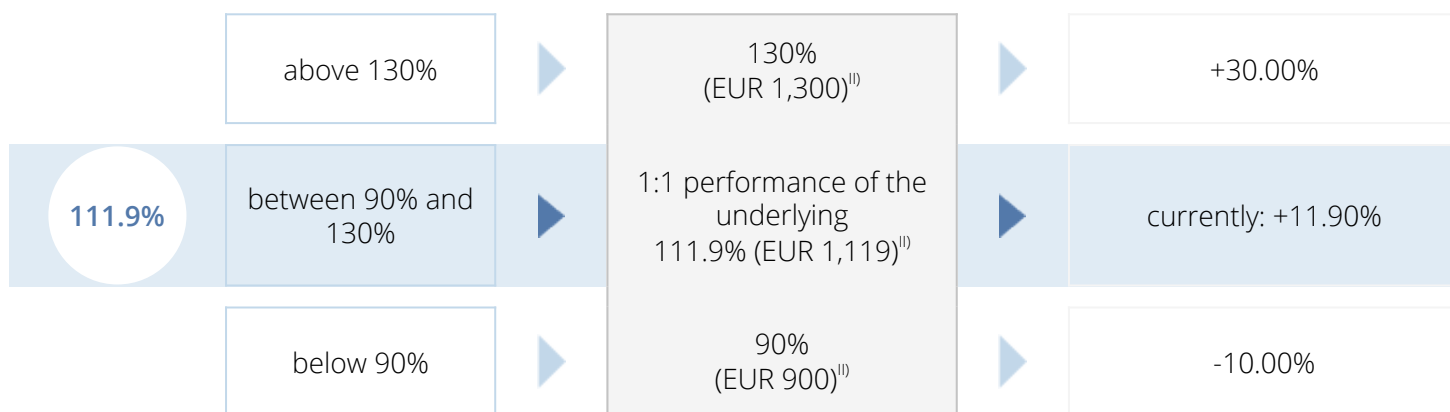 above 130%
130%
(EUR 1,300)II)
+30.00%
111.9%
between 90% and
130%
1:1 performance of the
underlying
111.9% (EUR 1,119)II)
currently: +11.90%
below 90%
90%
(EUR 900)II)
-10.00%